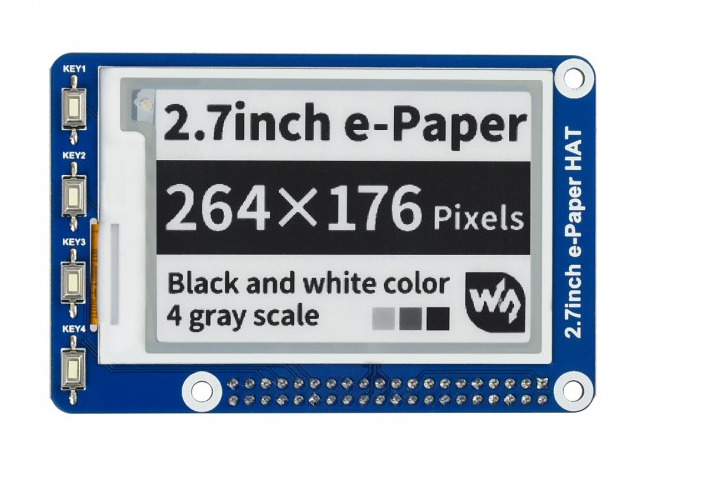 KEY1
KEY2
KEY3
KEY4
2.7inch e-Paper
264×176 Pixels
Black and white color
4 gray scale
2.7inch e-Paper HAT